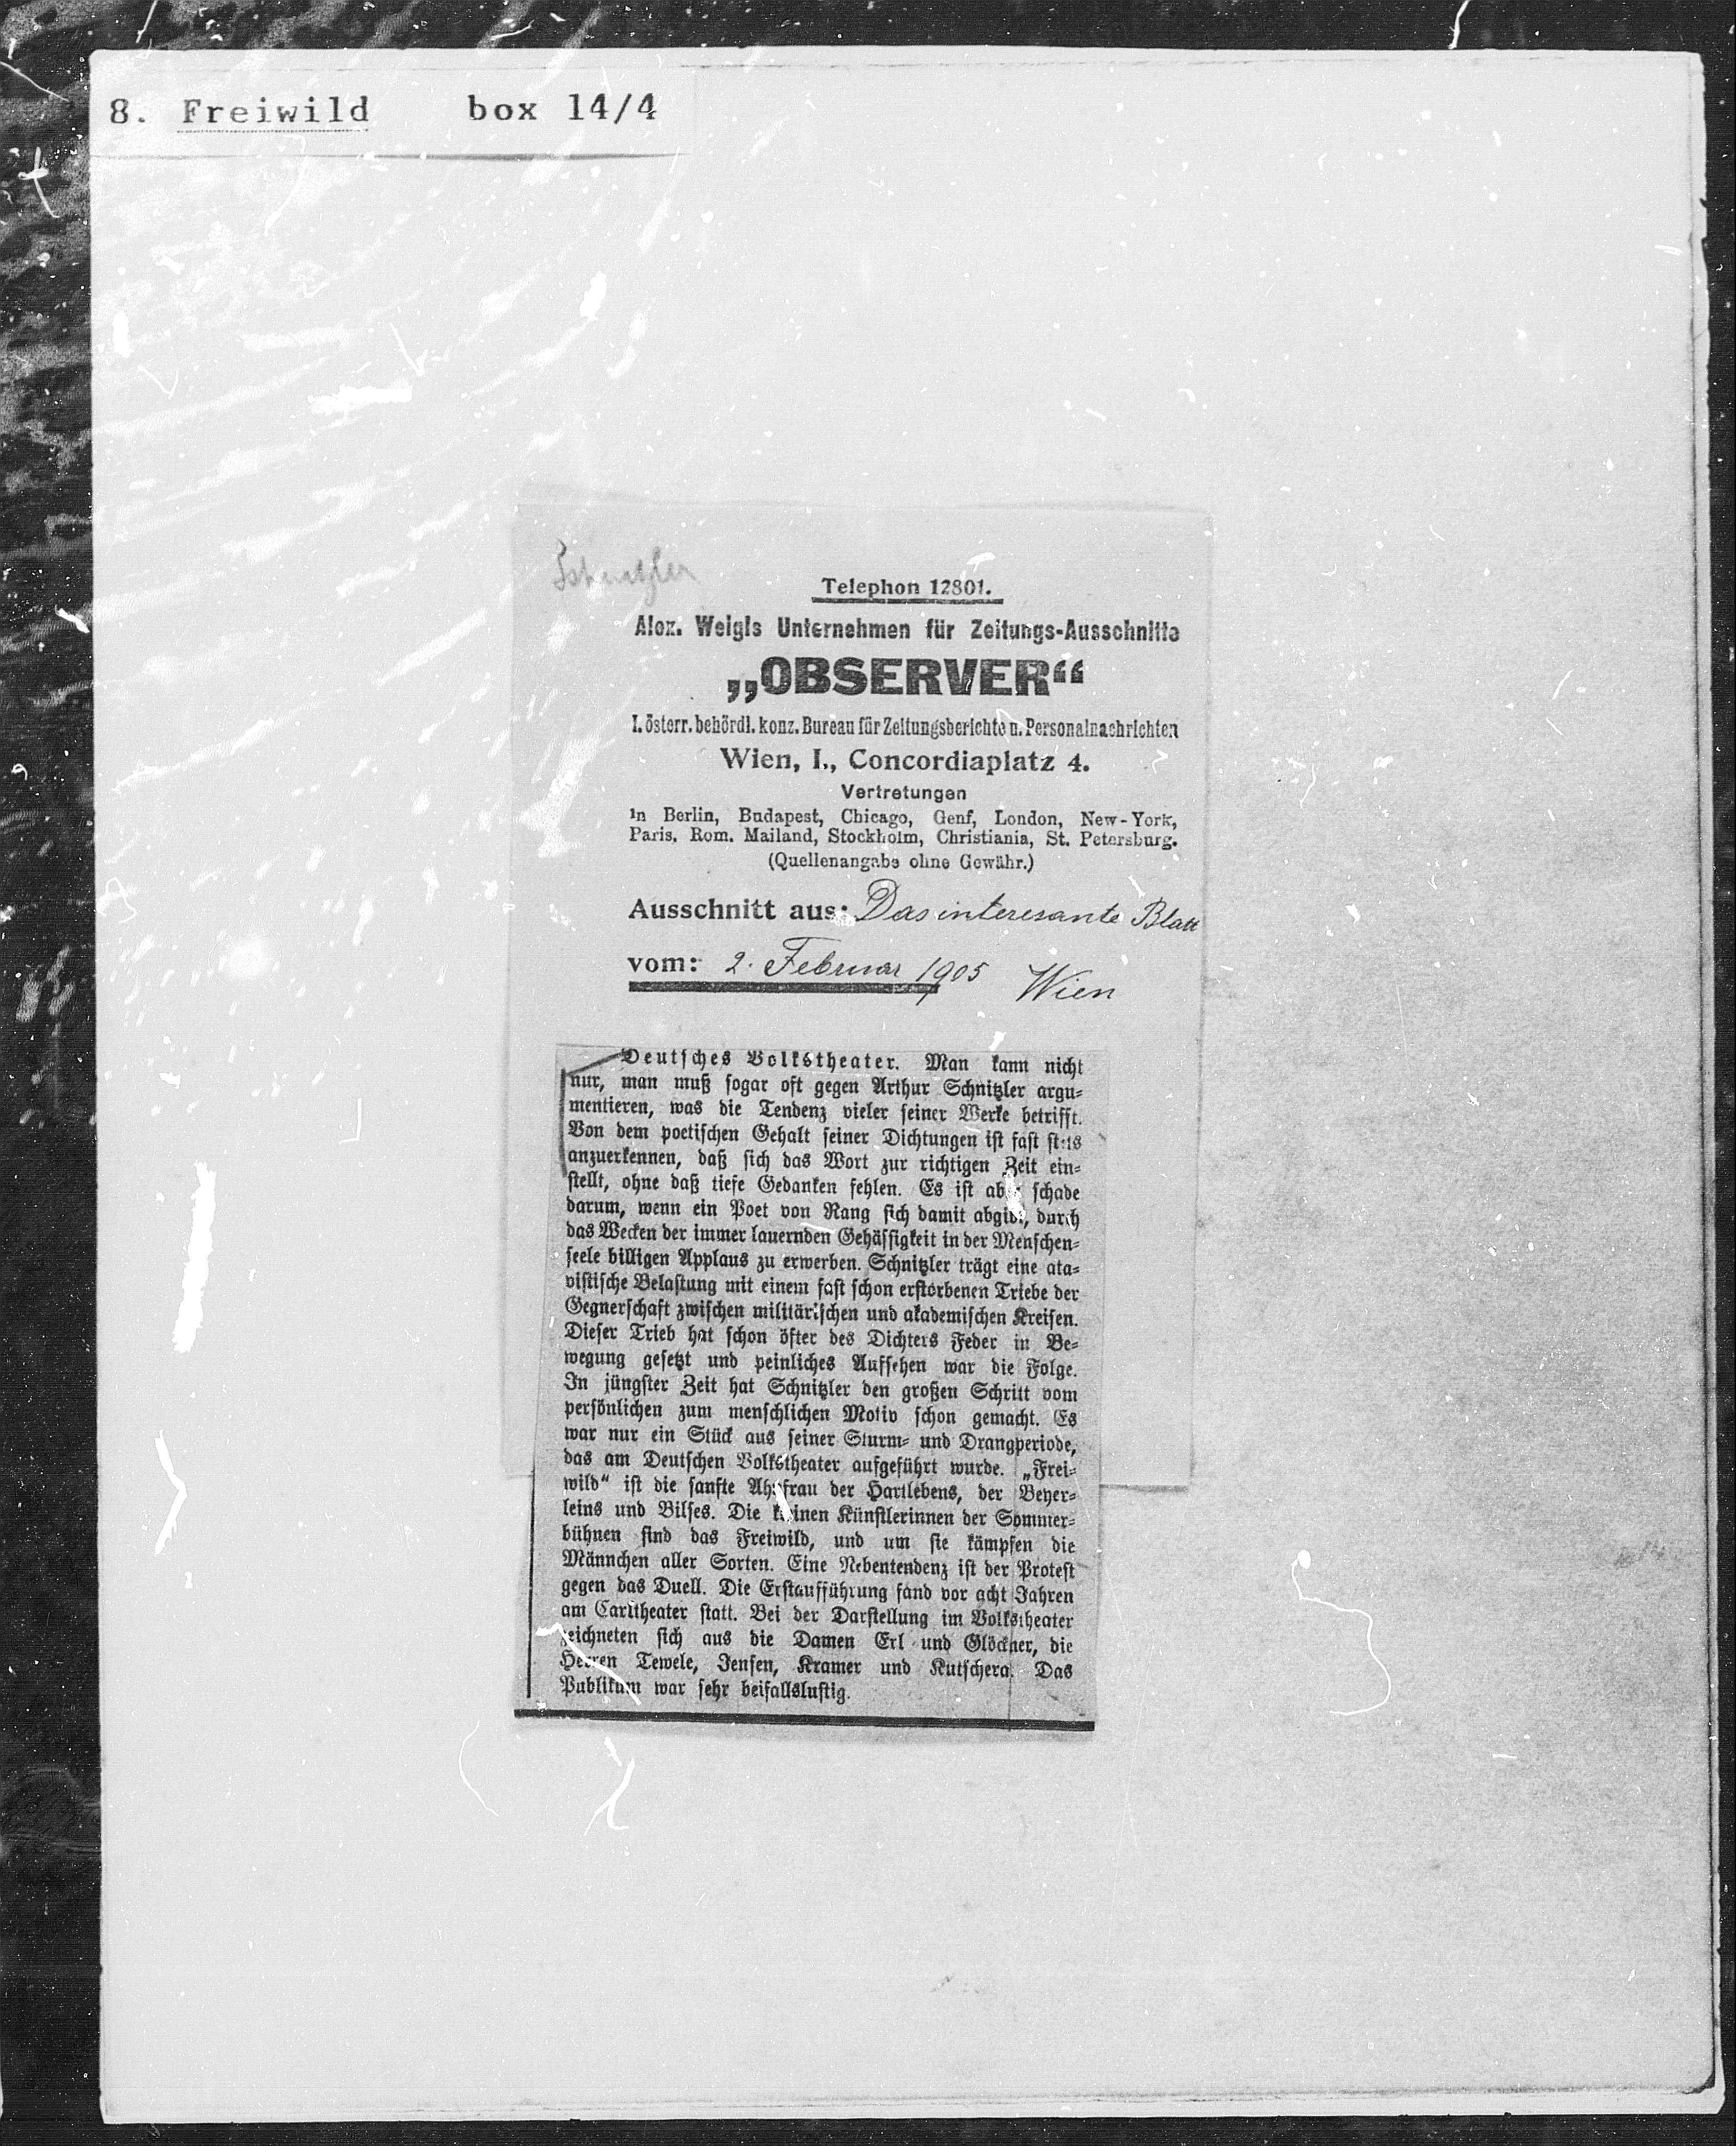 8. Freiwild box 14/4
Schnitzler
Telephon 12801.
Alex. Weigls Unternehmen für Zeitungs-Ausschnitte
„OBSERVER“
I. österr. behördl. konz. Bureau für Zeitungsberichte u. Personalnachrichten
Wien, I., Concordiaplatz 4.
Vertretungen
in Berlin, Budapest, Chicago, Genf, London, New-York,
Paris, Rom. Mailand, Stockholm, Christiania, St. Petersburg.
(Quellenangabe ohne Gewähr.)
Ausschnitt aus: Das interesante Blatt
vom: 2. Februar 1905 Wien
Deutsches Volkstheater. Man kann nicht
nur, man muß sogar oft gegen Arthur Schnitzler argu-
mentieren, was die Tendenz vieler seiner Werke betrifft.
Von dem poetischen Gehalt seiner Dichtungen ist fast stets
anzuerkennen, daß sich das Wort zur richtigen Zeit ein-
stellt, ohne daß tiefe Gedanken fehlen. Es ist aber schade
darum, wenn ein Poet von Rang sich damit abgibt, durch
das Wecken der immer lauernden Gehässigkeit in der Menschen-
seele billigen Applaus zu erwerben. Schnitzler trägt eine ata-
vistische Belastung mit einem fast schon erstorbenen Triebe der
Gegnerschaft zwischen militärischen und akademischen Kreisen.
Dieser Trieb hat schon öfter des Dichters Feder in Be-
wegung gesetzt und peinliches Aufsehen war die Folge.
In jüngster Zeit hat Schnitzler den großen Schritt vom
persönlichen zum menschlichen Motiv schon gemacht. Es
war nur ein Stück aus seiner Sturm- und Drangperiode,
das am Deutschen Volkstheater aufgeführt wurde. „Frei-
wild“ ist die sanfte Ahnfrau der Hartlebens, der Beyer-
leins und Bilses. Die kleinen Künstlerinnen der Sommer-
bühnen sind das Freiwild, und um sie kämpfen die
Männchen aller Sorten. Eine Nebentendenz ist der Protest
gegen das Duell. Die Erstaufführung fand vor acht Jahren
am Carltheater statt. Bei der Darstellung im Volkstheater
zeichneten sich aus die Damen Erl und Glöckner, die
Herren Tewele, Jensen, Kramer und Kutschera. Das
Publikum war sehr beifallslustig.